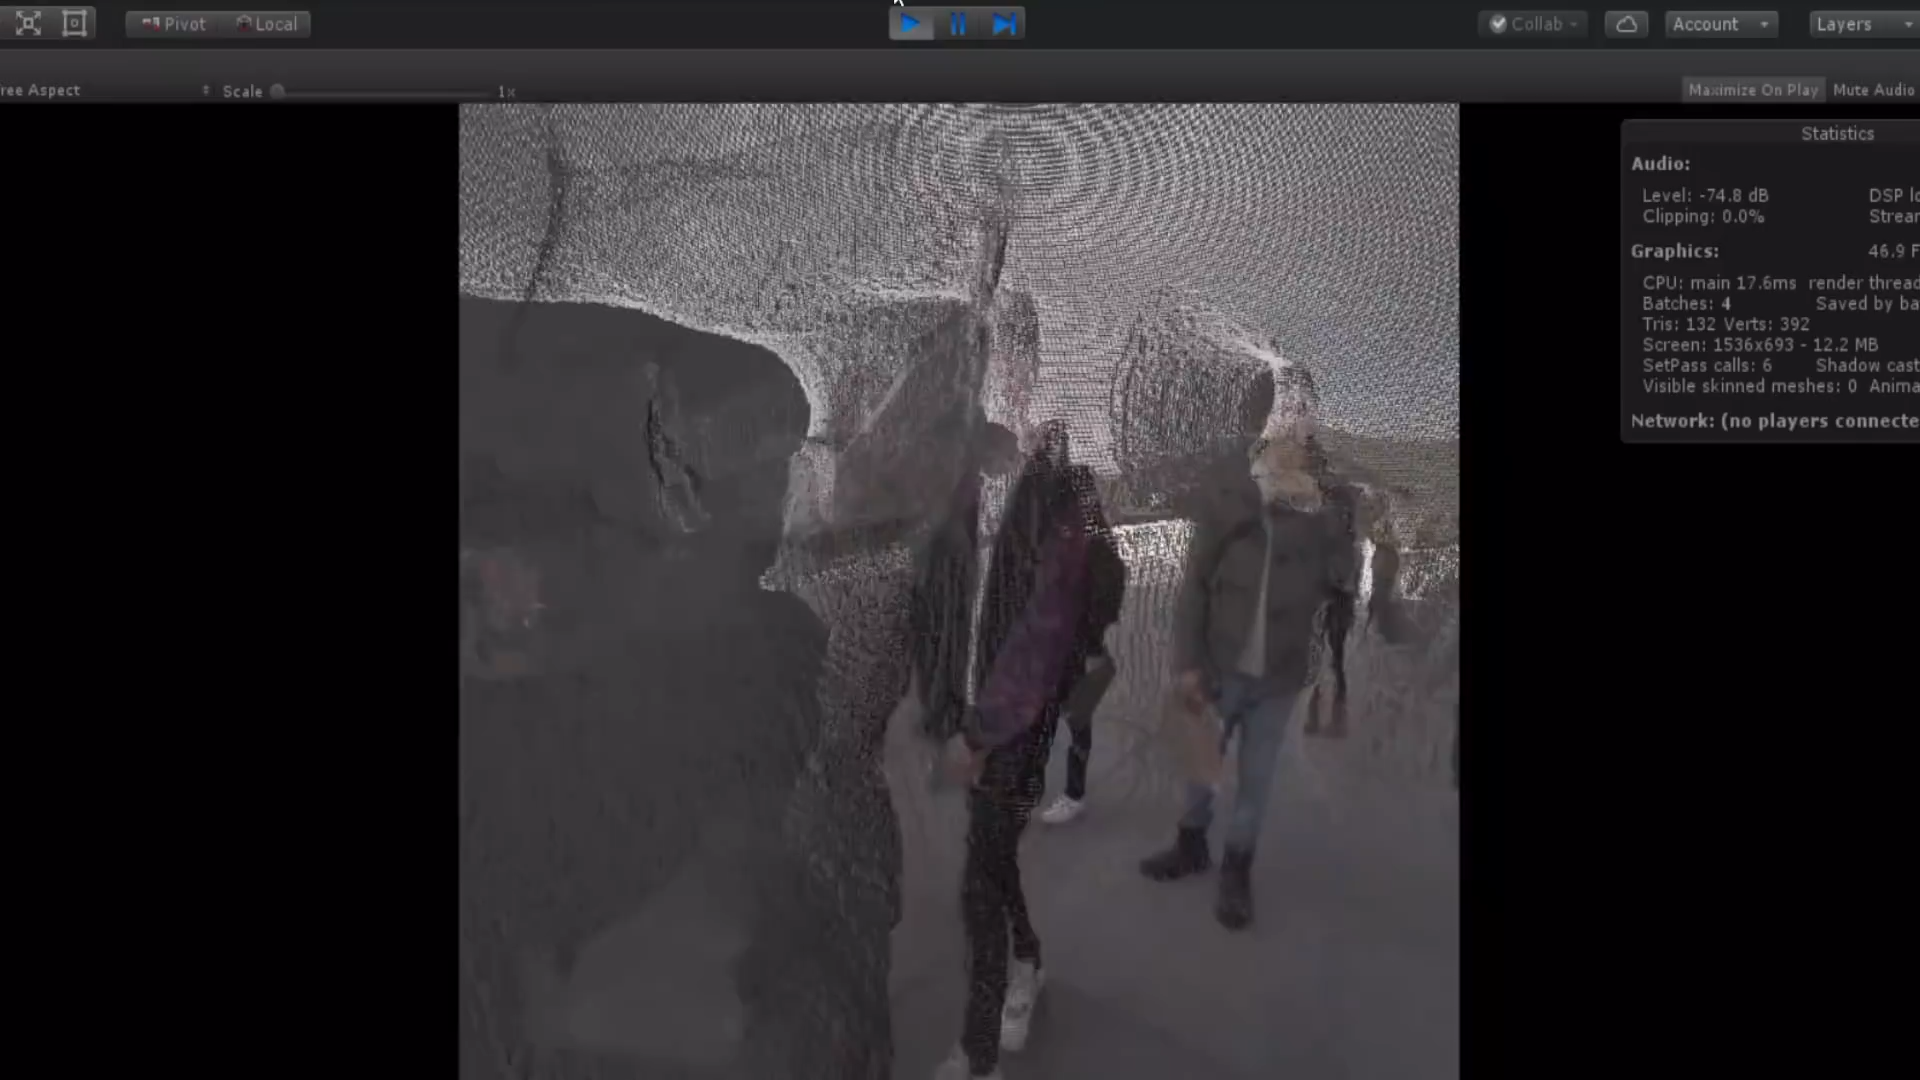 Pivot Local Collab Account Layers
ree Aspect Scale 1x Maximize On Play Mute Audio
Statistics
Audio:
Level: -74.8 dB DSP lo
Clipping: 0.0% Strear
Graphics: 46.9 F
CPU: main 17.6ms render thread
Batches: 4 Saved by ba
Tris: 132 Verts: 392
Screen: 1536x693 - 12.2 MB
SetPass calls: 6 Shadow cast
Visible skinned meshes: 0 Anima
Network: (no players connecte